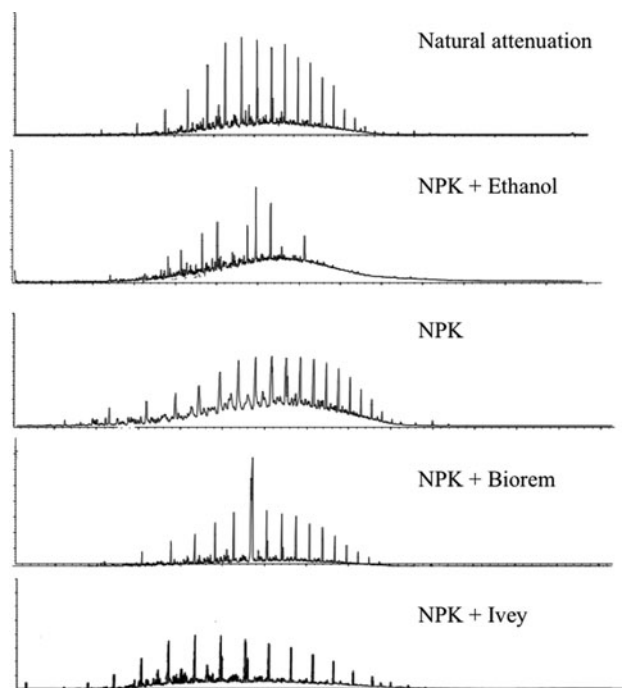 Natural attenuation
NPK + Ethanol
NPK
NPK + Biorem
NPK + Ivey